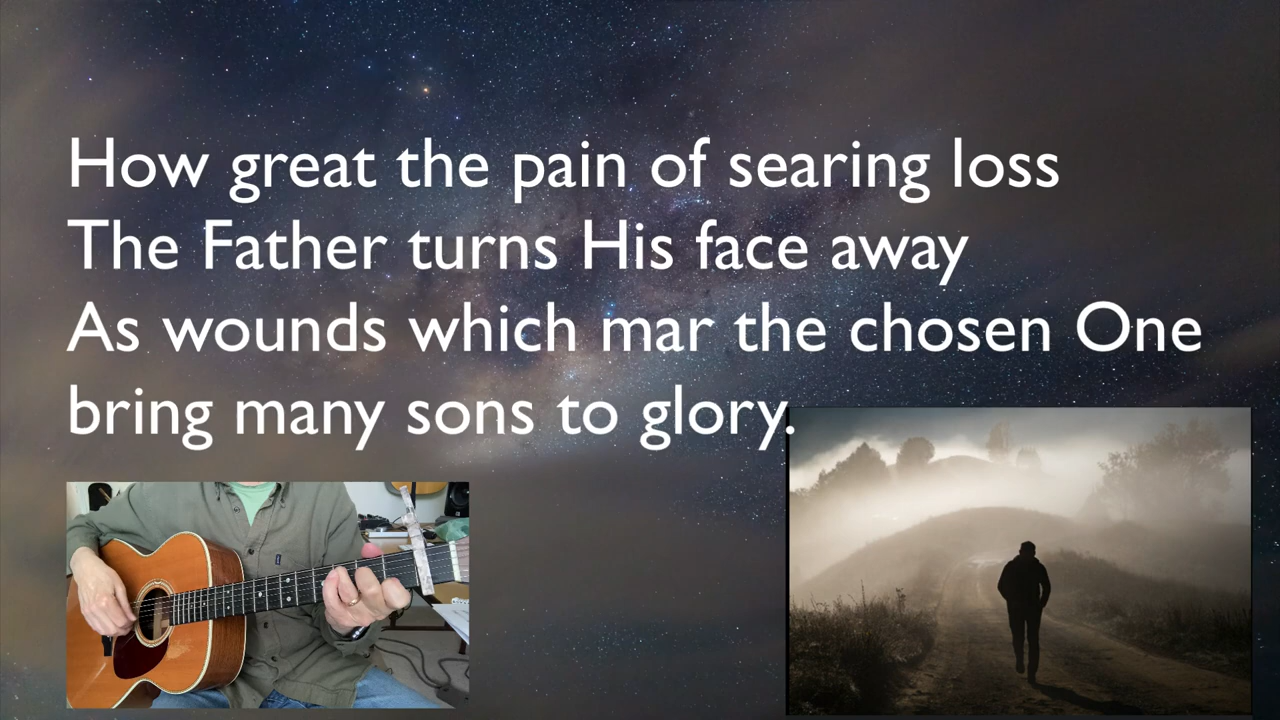 How great the pain of searing loss
The Father turns His face away
As wounds which mar the chosen One
bring many sons to glory.